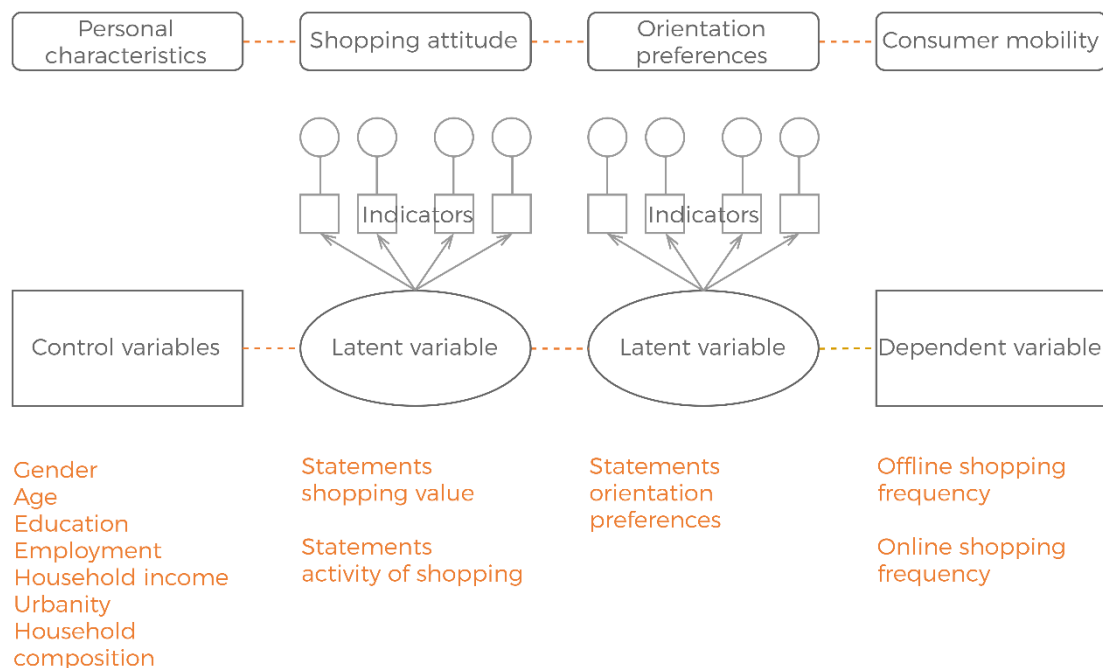 Personal
characteristics
Shopping attitude
Orientation
preferences
Consumer mobility
Indicators
Indicators
Control variables
Latent variable
Latent variable
Dependent variable
Gender
Age
Education
Employment
Household income
Urbanity
Household
composition
Statements
shopping value
Statements
activity of shopping
Statements
orientation
preferences
Offline shopping
frequency
Online shopping
frequency